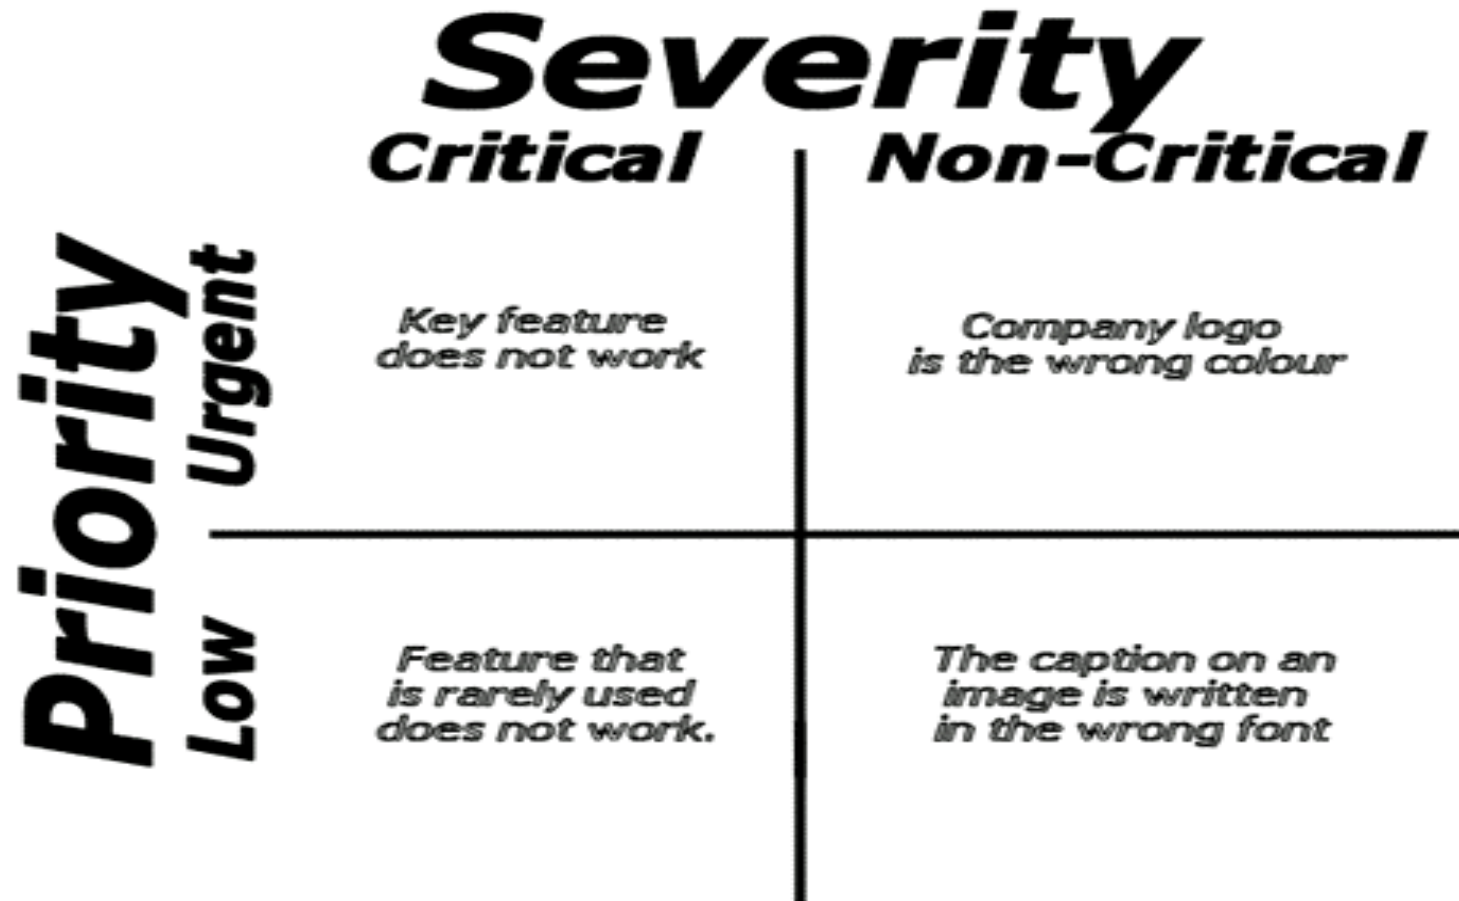 Severity
Critical
Non-Critical
Priority
Urgent
Key feature
does not work
Company logo
is the wrong colour
Low
Feature that
is rarely used
does not work.
The caption on an
image is written
in the wrong font